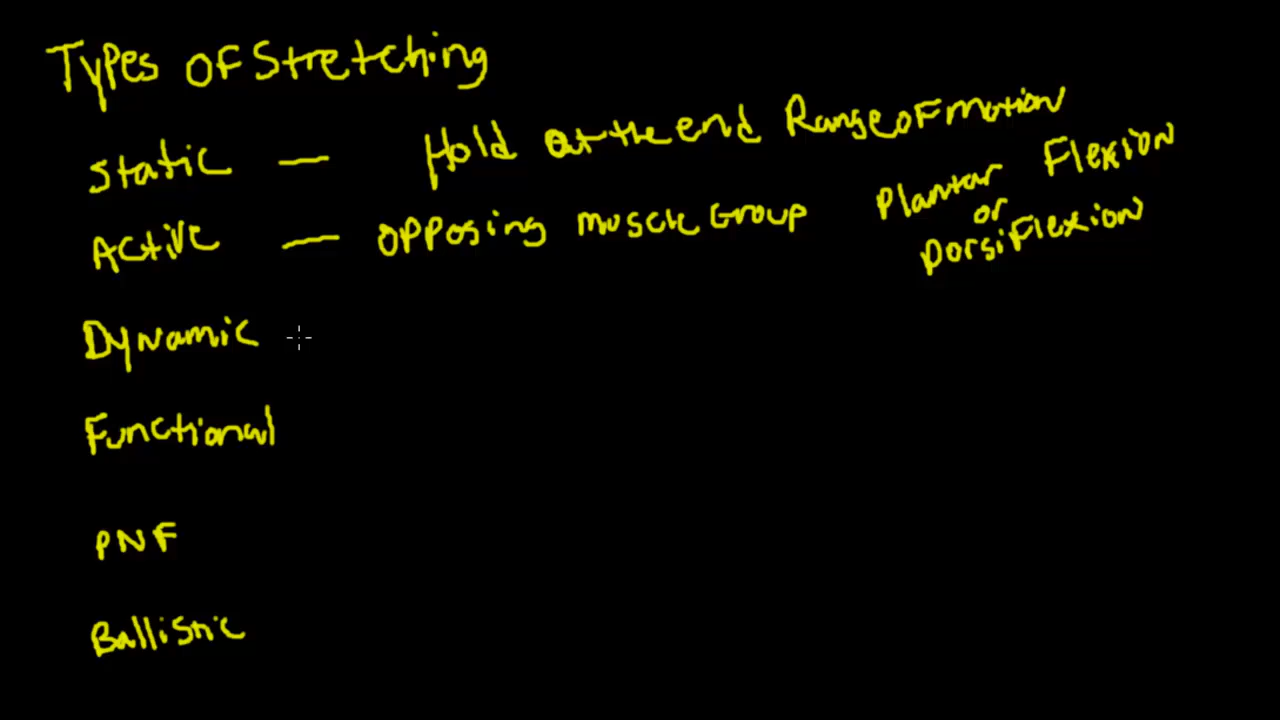 Types of Stretching
Static — Hold at the end Range of Motion
Active — Opposing Muscle Group Plantar Flexion
or
Dorsiflexion
Dynamic
Functional
PNF
Ballistic